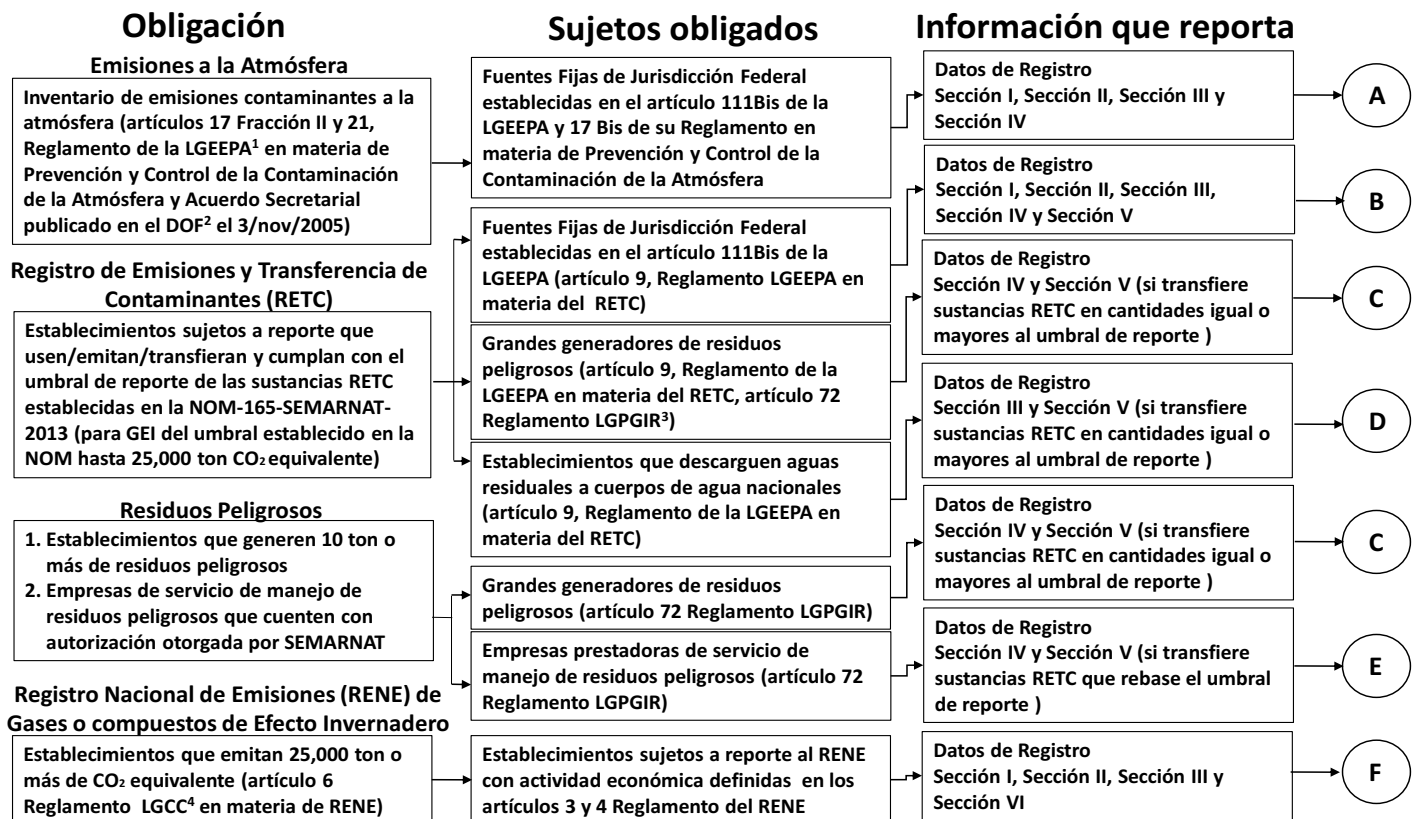 Obligación
Sujetos obligados
Información que reporta
Emisiones a la Atmósfera
Inventario de emisiones contaminantes a la
atmósfera (artículos 17 Fracción II y 21,
Reglamento de la LGEEPA¹ en materia de
Prevención y Control de la Contaminación
de la Atmósfera y Acuerdo Secretarial
publicado en el DOF² el 3/nov/2005)
Fuentes Fijas de Jurisdicción Federal
establecidas en el artículo 111Bis de la
LGEEPA y 17 Bis de su Reglamento en
materia de Prevención y Control de la
Contaminación de la Atmósfera
Datos de Registro
Sección I, Sección II, Sección III y
Sección IV
A
Registro de Emisiones y Transferencia de
Contaminantes (RETC)
Establecimientos sujetos a reporte que
usen/emitan/transfieran y cumplan con el
umbral de reporte de las sustancias RETC
establecidas en la NOM-165-SEMARNAT-
2013 (para GEI del umbral establecido en la
NOM hasta 25,000 ton CO₂ equivalente)
Fuentes Fijas de Jurisdicción Federal
establecidas en el artículo 111Bis de la
LGEEPA (artículo 9, Reglamento LGEEPA en
materia del RETC)
Datos de Registro
Sección I, Sección II, Sección III,
Sección IV y Sección V
B
Grandes generadores de residuos
peligrosos (artículo 9, Reglamento de la
LGEEPA en materia del RETC, artículo 72
Reglamento LGPGIR³)
Datos de Registro
Sección IV y Sección V (si transfiere
sustancias RETC en cantidades igual o
mayores al umbral de reporte )
C
Establecimientos que descarguen aguas
residuales a cuerpos de agua nacionales
(artículo 9, Reglamento de la LGEEPA en
materia del RETC)
Datos de Registro
Sección III y Sección V (si transfiere
sustancias RETC en cantidades igual o
mayores al umbral de reporte )
D
Residuos Peligrosos
1. Establecimientos que generen 10 ton o
más de residuos peligrosos
2. Empresas de servicio de manejo de
residuos peligrosos que cuenten con
autorización otorgada por SEMARNAT
Grandes generadores de residuos
peligrosos (artículo 72 Reglamento LGPGIR)
Datos de Registro
Sección IV y Sección V (si transfiere
sustancias RETC en cantidades igual o
mayores al umbral de reporte )
C
Empresas prestadoras de servicio de
manejo de residuos peligrosos (artículo 72
Reglamento LGPGIR)
Datos de Registro
Sección IV y Sección V (si transfiere
sustancias RETC que rebase el umbral
de reporte )
E
Registro Nacional de Emisiones (RENE) de
Gases o compuestos de Efecto Invernadero
Establecimientos que emitan 25,000 ton o
más de CO₂ equivalente (artículo 6
Reglamento LGCC⁴ en materia de RENE)
Establecimientos sujetos a reporte al RENE
con actividad económica definidas en los
artículos 3 y 4 Reglamento del RENE
Datos de Registro
Sección I, Sección II, Sección III y
Sección VI
F